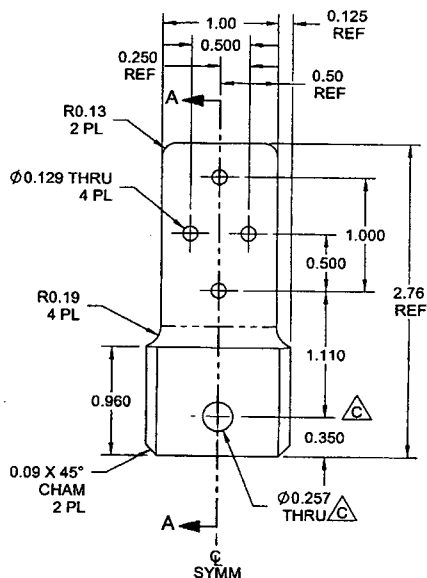 1.00
0.125
REF
0.250
REF
0.500
0.50
REF
A
R0.13
2 PL
Ø0.129 THRU
4 PL
1.000
0.500
2.76
REF
R0.19
4 PL
1.110
0.960
C
0.350
0.09 X 45°
CHAM
2 PL
Ø0.257
THRU C
A
℄
SYMM